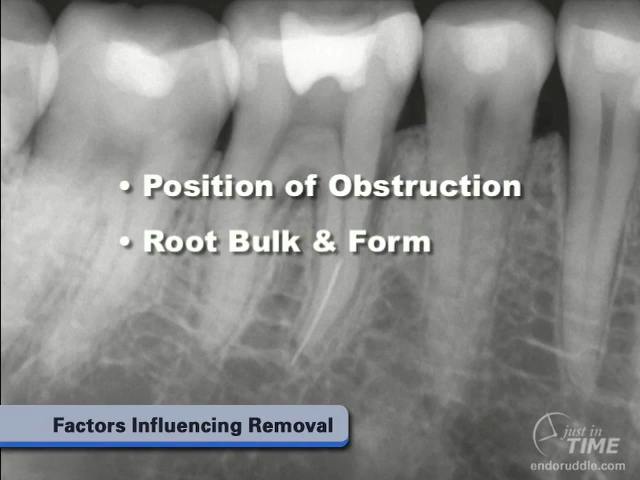 • Position of Obstruction
• Root Bulk & Form
Factors Influencing Removal
just in
TIME
endoruddle.com